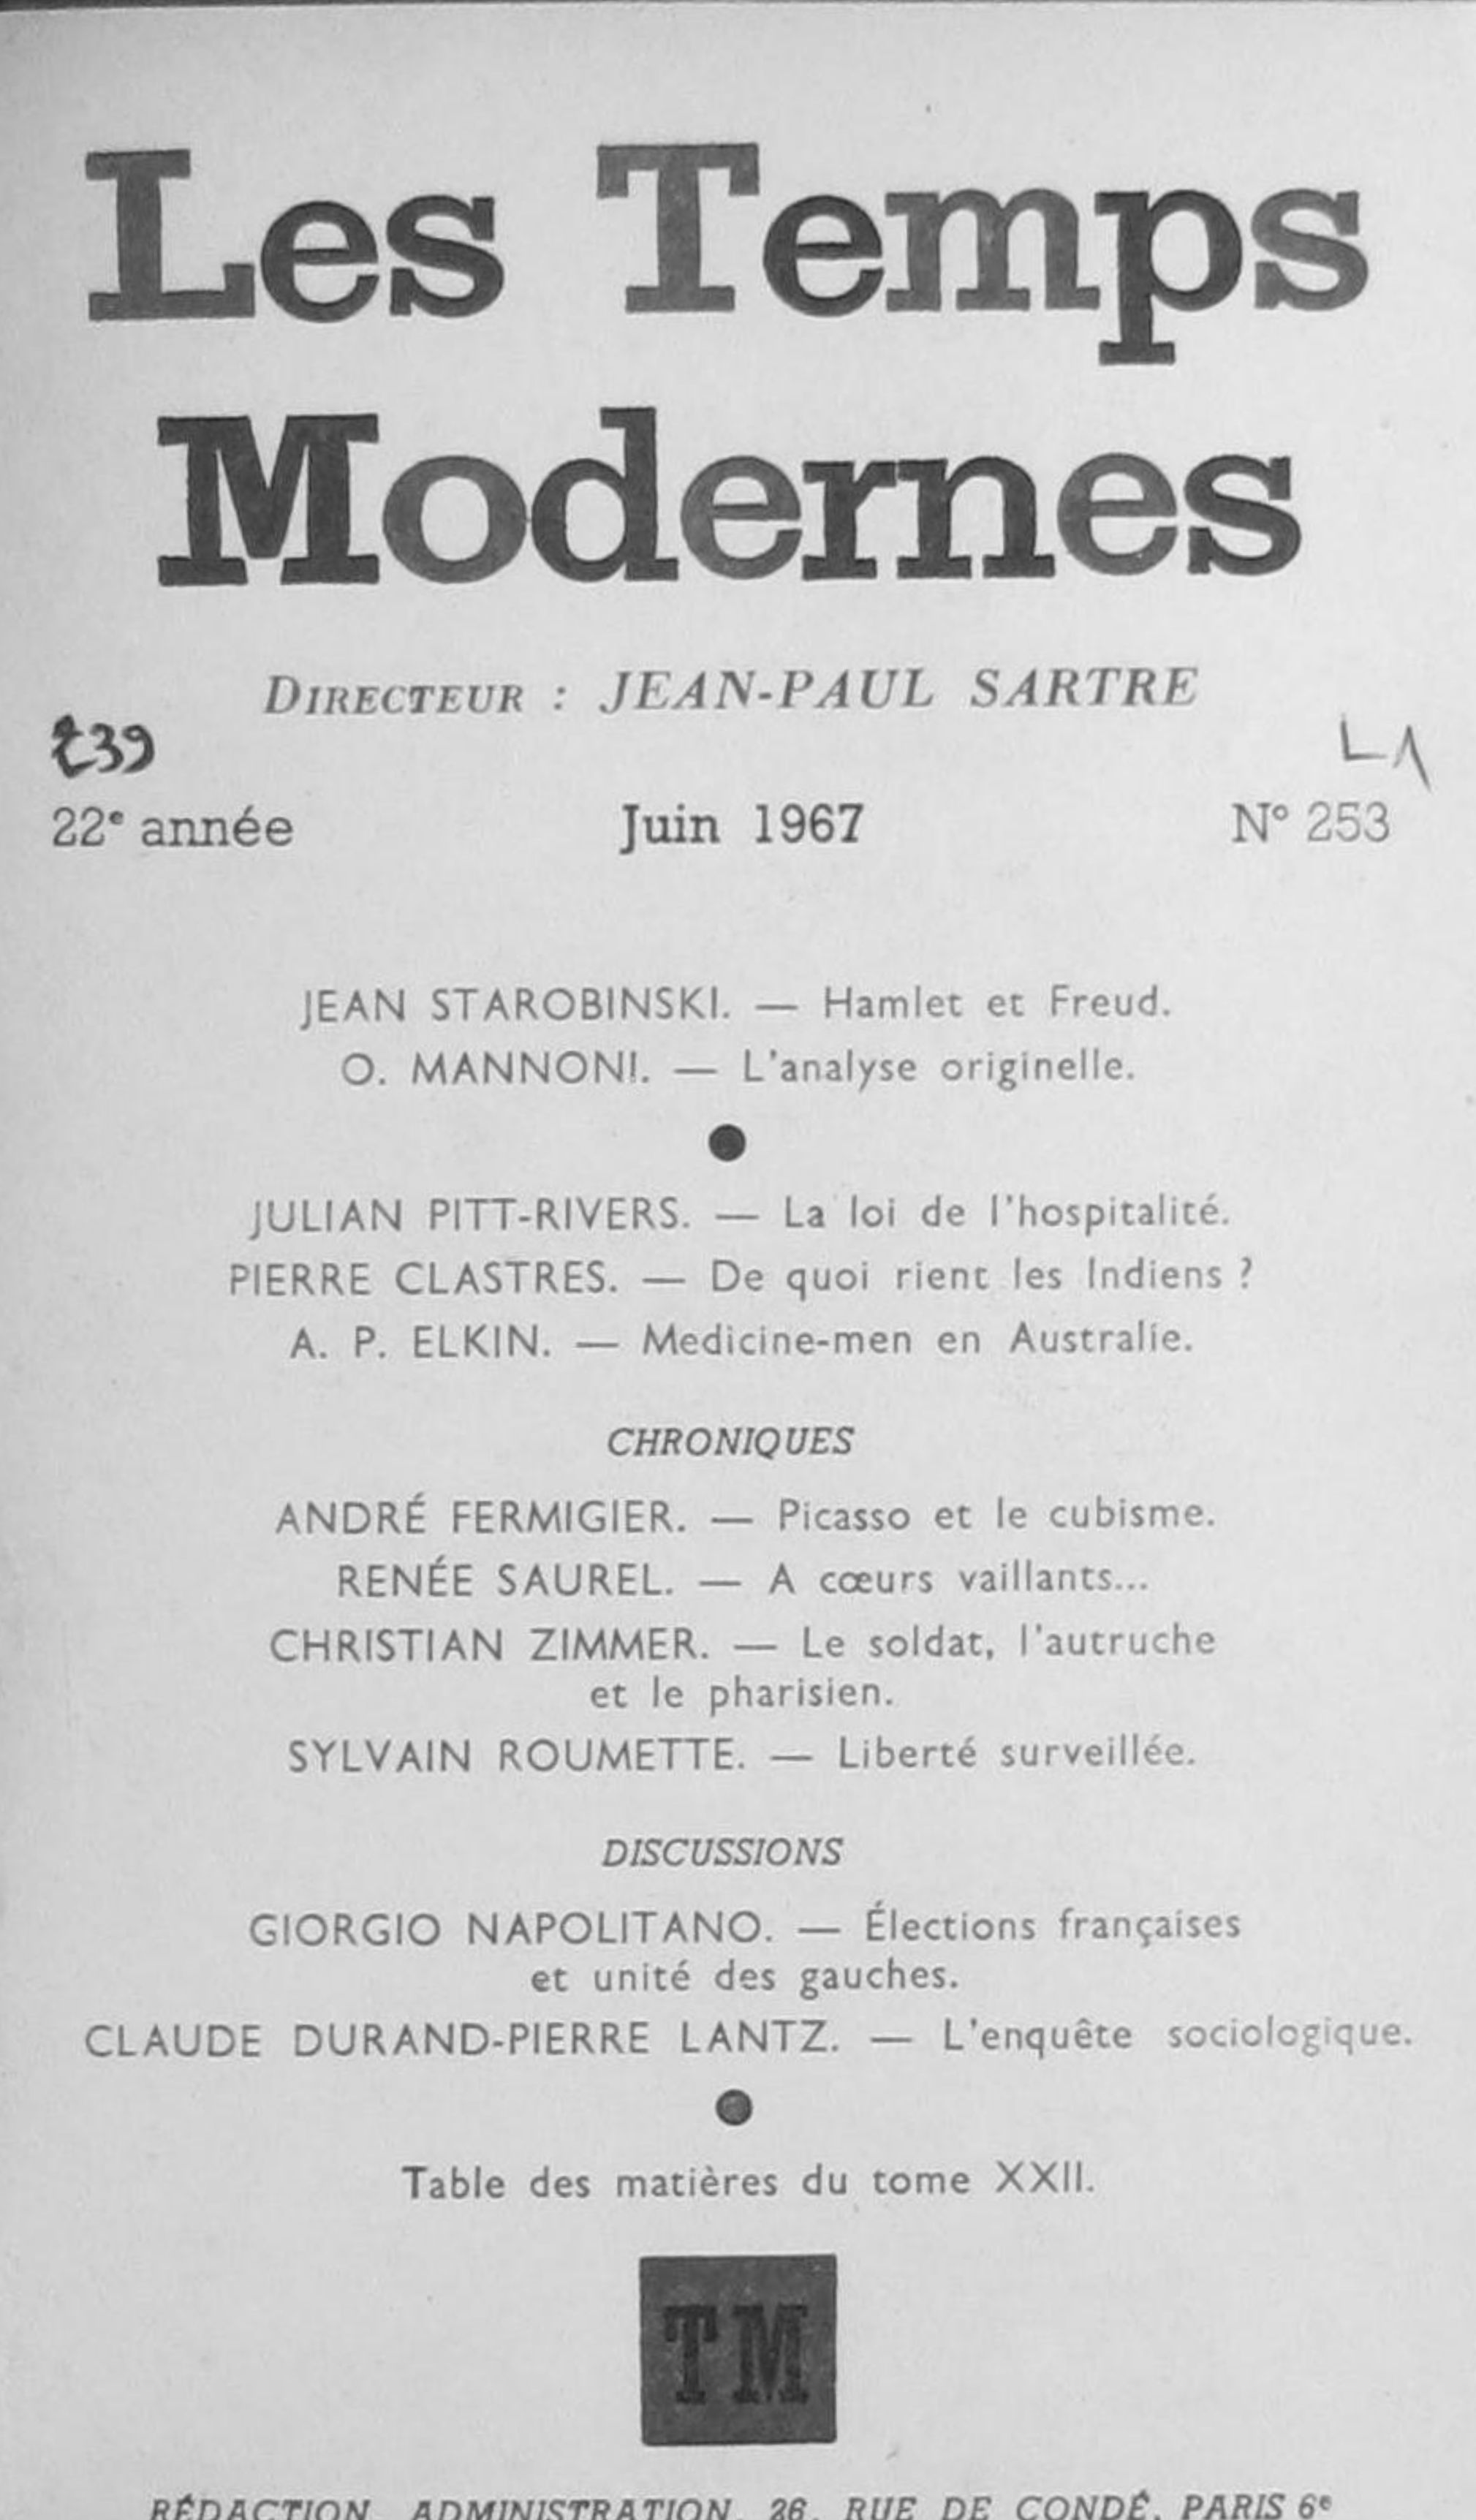 Les Temps
Modernes
DIRECTEUR : JEAN-PAUL SARTRE
239 L1
22e année Juin 1967 N° 253
JEAN STAROBINSKI. — Hamlet et Freud.
O. MANNONI. — L'analyse originelle.
●
JULIAN PITT-RIVERS. — La loi de l'hospitalité.
PIERRE CLASTRES. — De quoi rient les Indiens ?
A. P. ELKIN. — Medicine-men en Australie.
CHRONIQUES
ANDRÉ FERMIGIER. — Picasso et le cubisme.
RENÉE SAUREL. — A cœurs vaillants...
CHRISTIAN ZIMMER. — Le soldat, l'autruche
et le pharisien.
SYLVAIN ROUMETTE. — Liberté surveillée.
DISCUSSIONS
GIORGIO NAPOLITANO. — Élections françaises
et unité des gauches.
CLAUDE DURAND-PIERRE LANTZ. — L'enquête sociologique.
●
Table des matières du tome XXII.
TM
RÉDACTION, ADMINISTRATION, 26, RUE DE CONDÉ, PARIS 6e